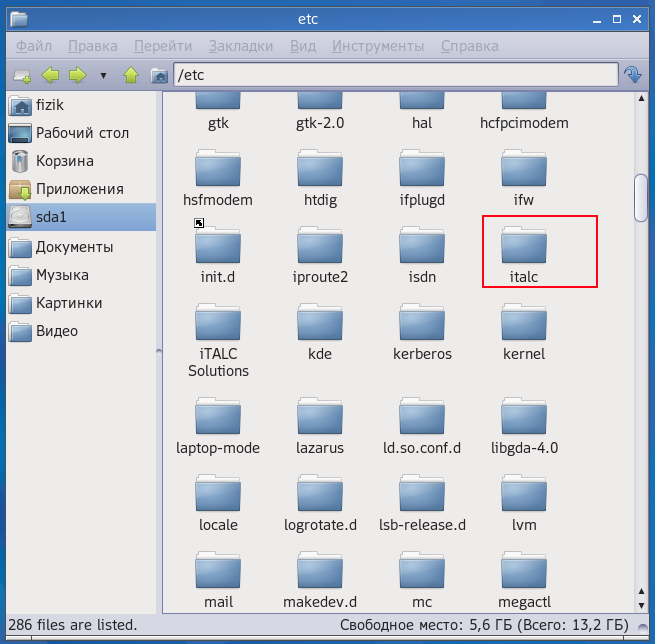 etc
Файл Правка Перейти Закладки Вид Инструменты Справка
/etc
fizik
Рабочий стол
Корзина
Приложения
sda1
Документы
Музыка
Картинки
Видео
gtk gtk-2.0 hal hcfpcimodem
hsfmodem htdig ifplugd ifw
init.d iproute2 isdn italc
iTALC kde kerberos kernel
Solutions
laptop-mode lazarus ld.so.conf.d libgda-4.0
locale logrotate.d lsb-release.d lvm
mail makedev.d mc megactl
286 files are listed. Свободное место: 5,6 ГБ (Всего: 13,2 ГБ)